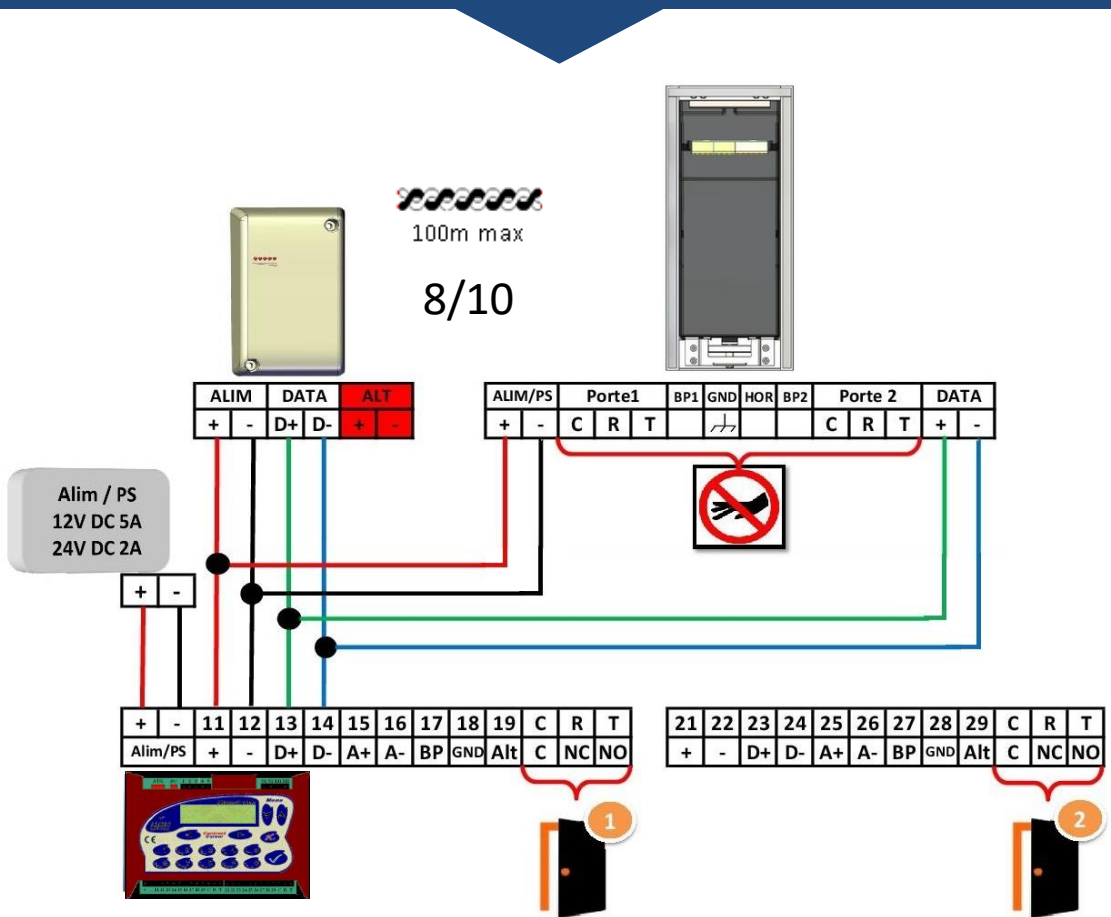 100m max
8/10
ALIM DATA ALT
+ - D+ D- + -
ALIM/PS Porte1 BP1 GND HOR BP2 Porte 2 DATA
+ - C R T C R T + -
Alim / PS
12V DC 5A
24V DC 2A
+ -
+ - 11 12 13 14 15 16 17 18 19 C R T
Alim/PS + - D+ D- A+ A- BP GND Alt C NC NO
21 22 23 24 25 26 27 28 29 C R T
+ - D+ D- A+ A- BP GND Alt C NC NO
Menu
CE
1
2